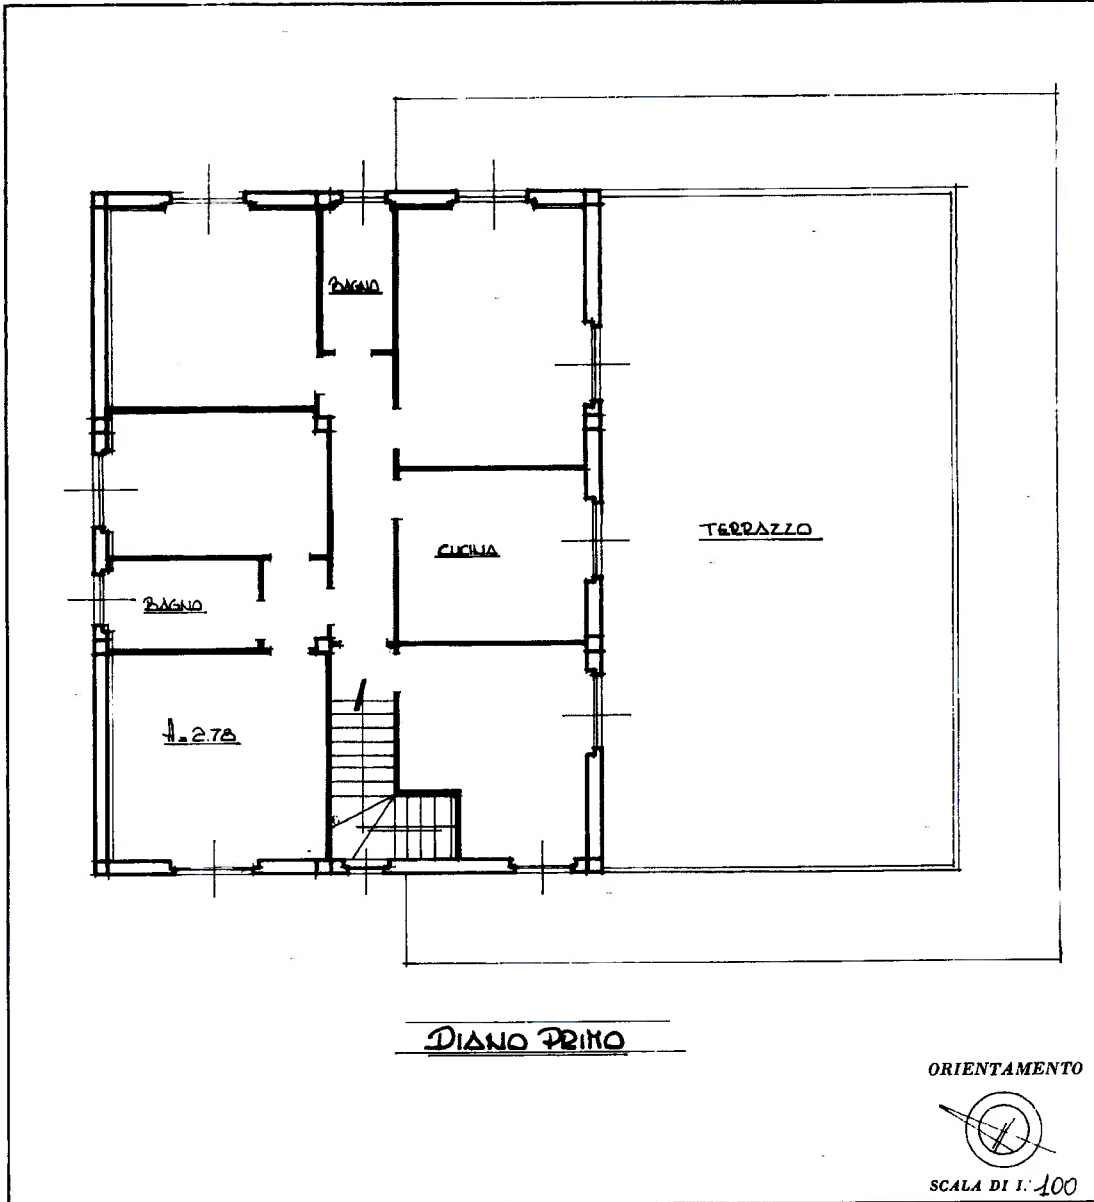 BAGNO
CUCINA
TERRAZZO
BAGNO
H=2.78
PIANO PRIMO
ORIENTAMENTO
SCALA DI 1:100